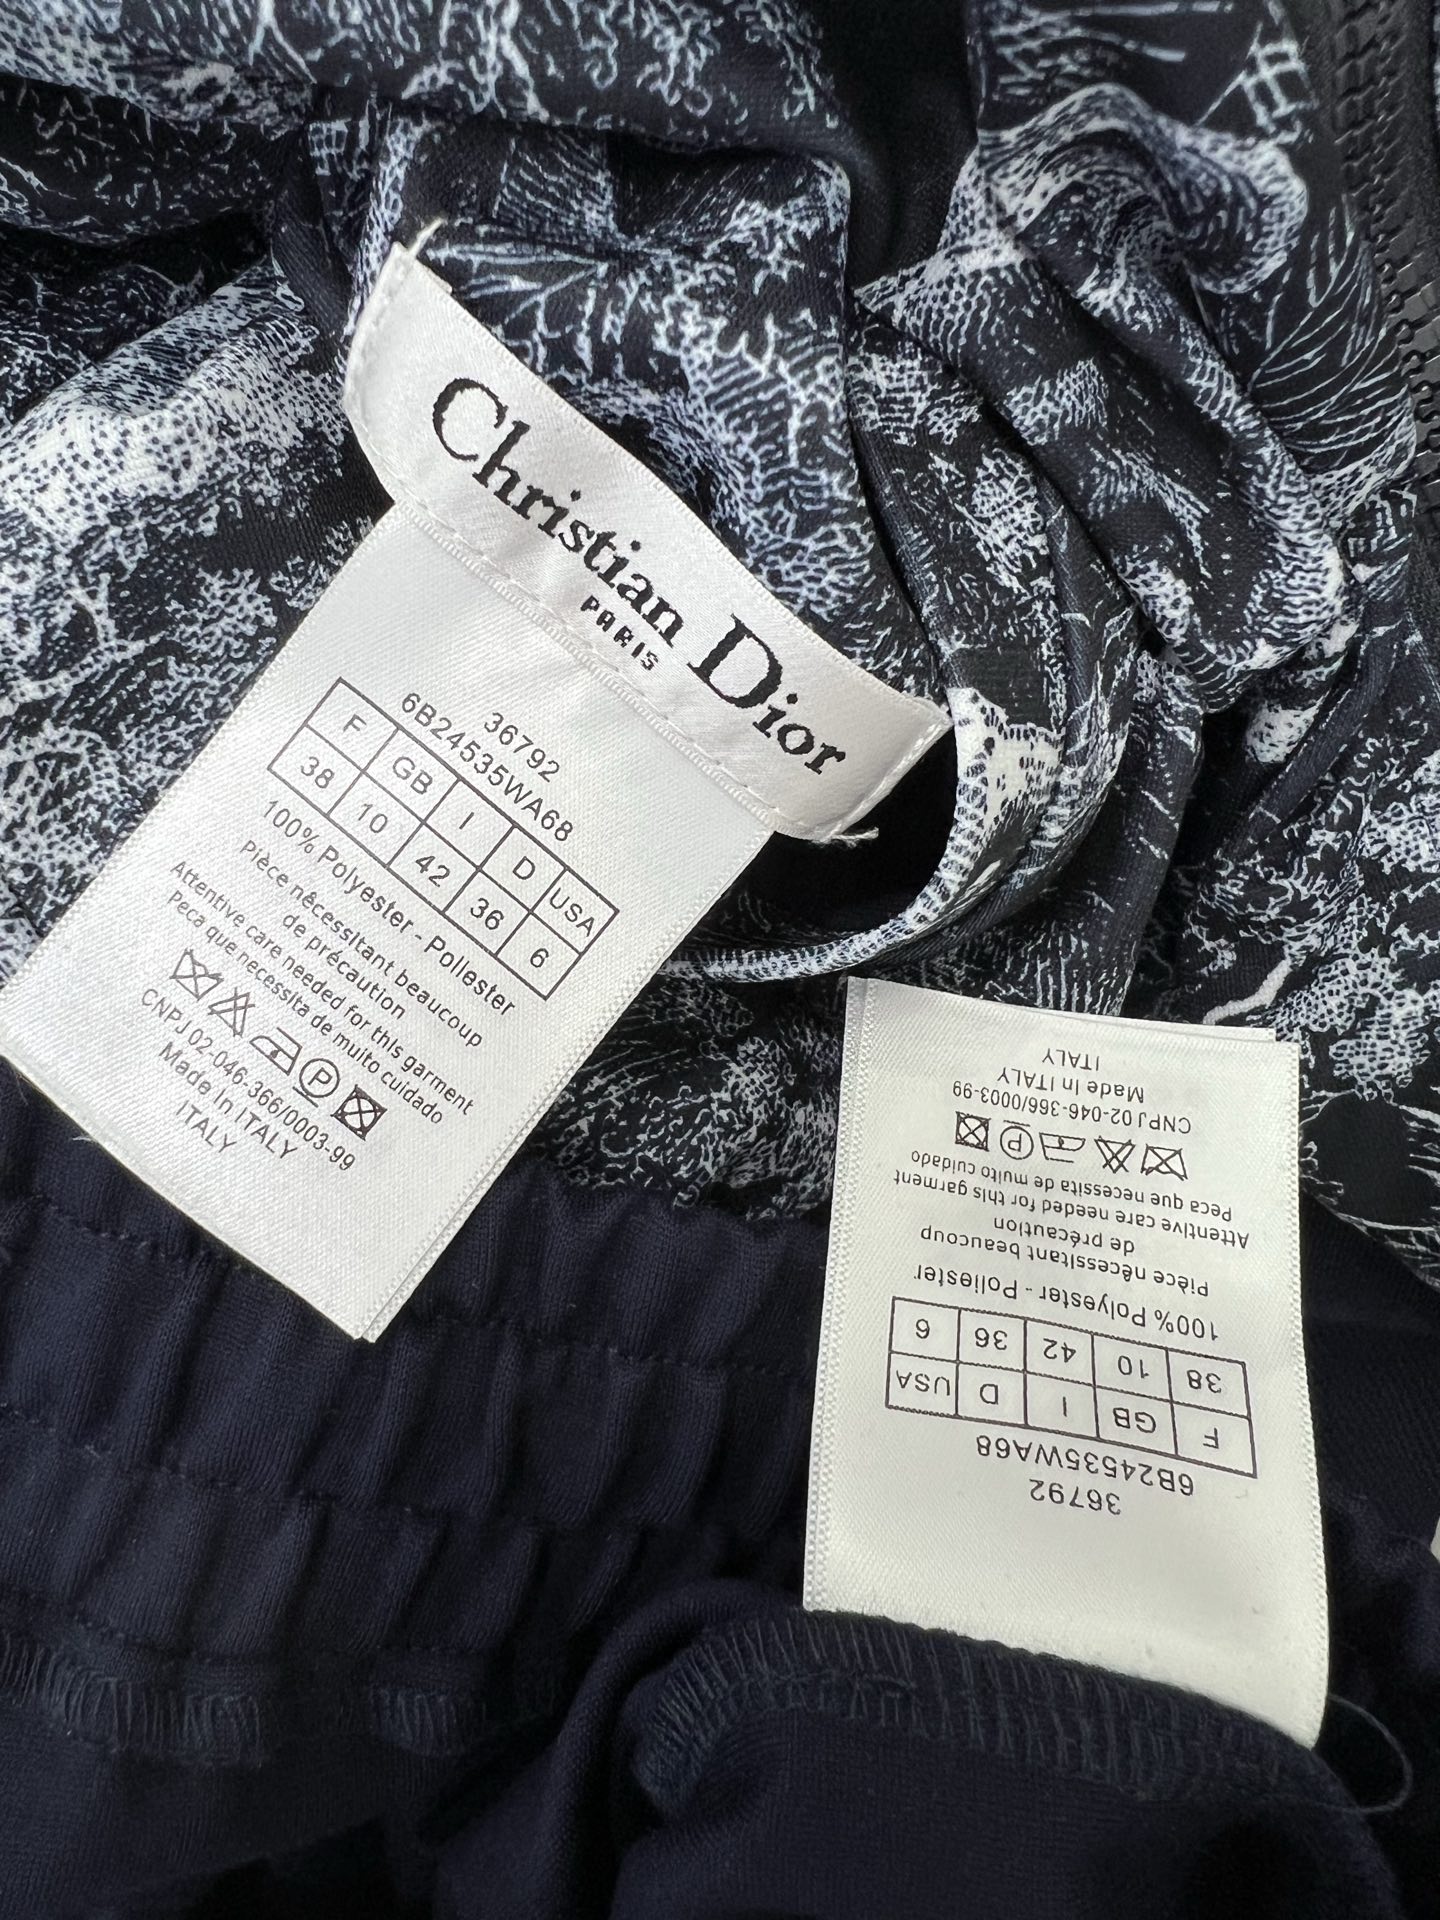 Christian Dior
PARIS
36792
6B24535WA68
F GB I D USA
38 10 42 36 6
100% Polyester - Poliester
Pièce nêcessitant beaucoup
de précaution
Attentive care needed for this garment
Peca que necessita de muito cuidado
P
CNPJ 02-046-366/0003-99
Made In ITALY
ITALY
36792
6B24535WA68
F GB I D USA
38 10 42 36 6
100% Polyester - Poliester
Pièce nêcessitant beaucoup
de précaution
Attentive care needed for this garment
Peca que necessita de muito cuidado
P
CNPJ 02-046-366/0003-99
Made In ITALY
ITALY